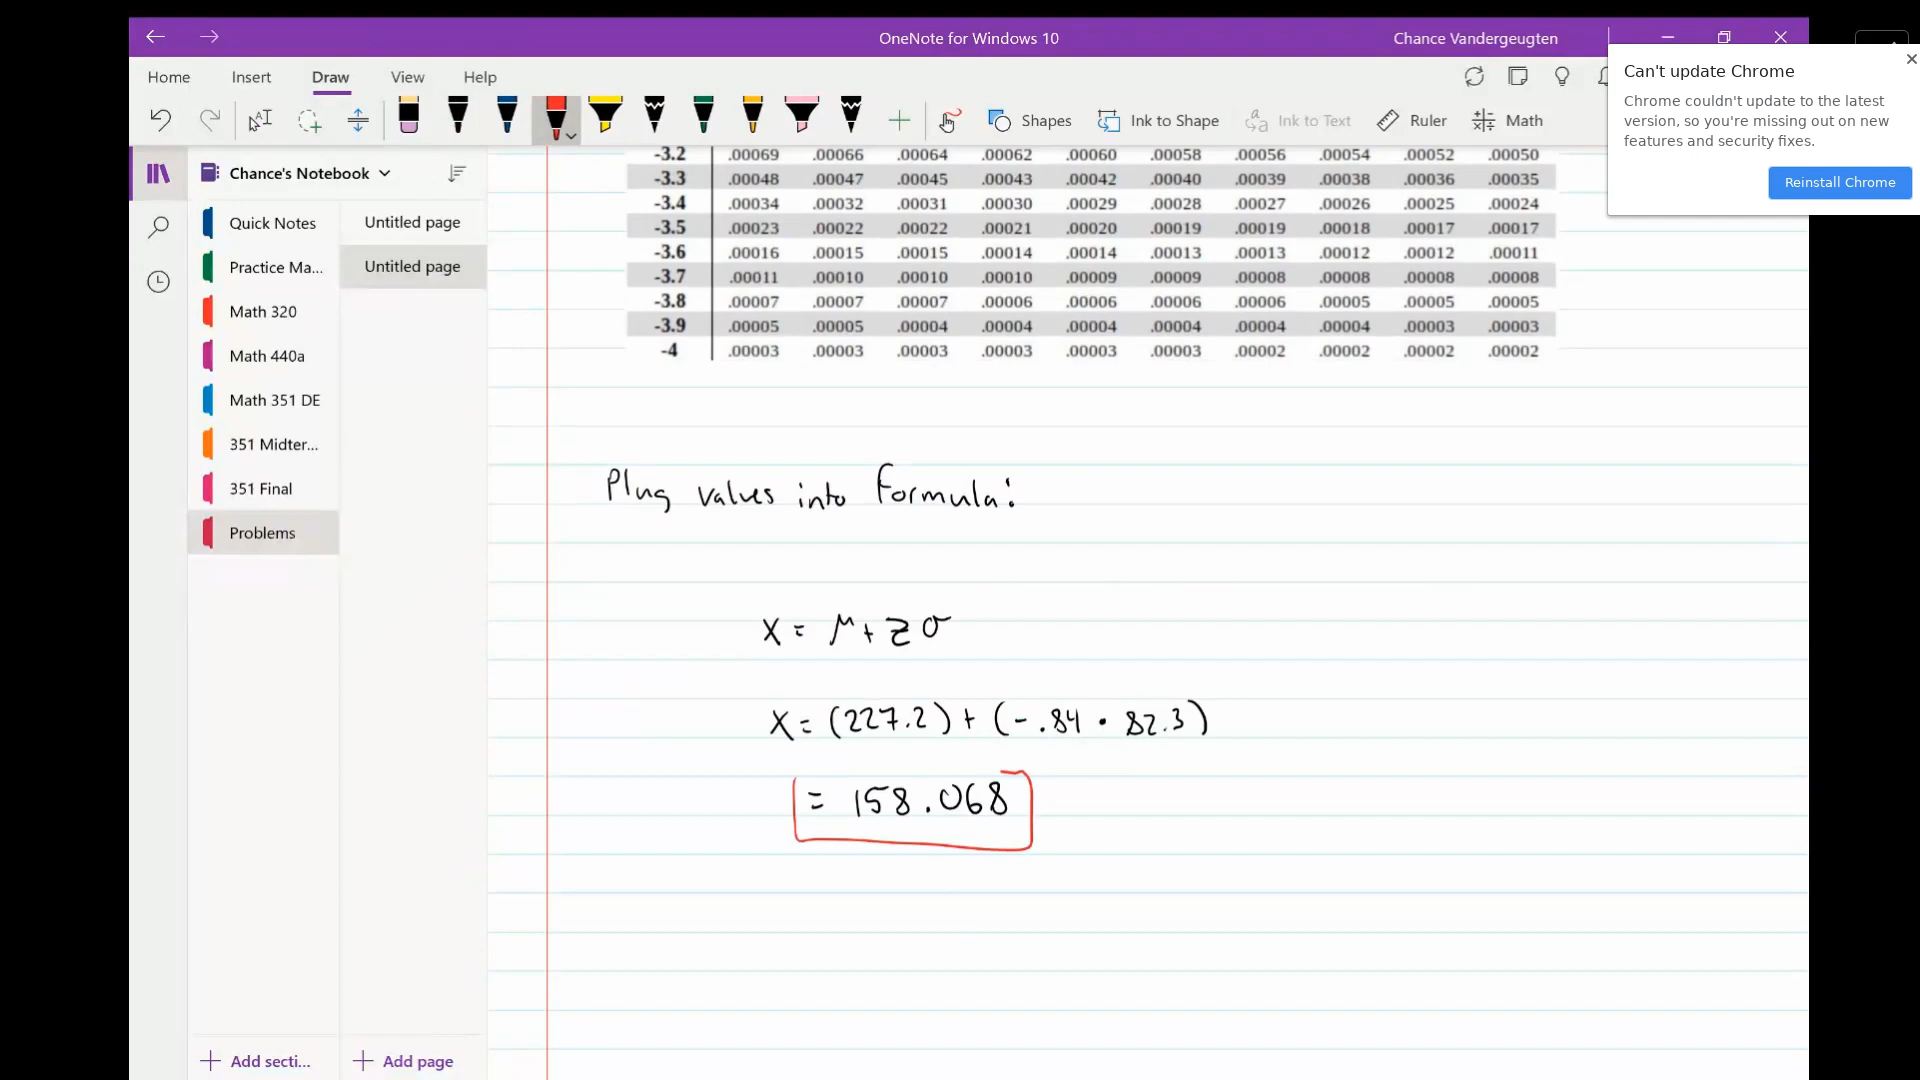 OneNote for Windows 10
Chance Vandergeugten
Can't update Chrome
Chrome couldn't update to the latest
version, so you're missing out on new
features and security fixes.
Reinstall Chrome
Home Insert Draw View Help
Shapes Ink to Shape Ink to Text Ruler Math
Chance's Notebook
Quick Notes
Practice Ma...
Math 320
Math 440a
Math 351 DE
351 Midter...
351 Final
Problems
Add secti...
Untitled page
Untitled page
Add page
-3.2 .00069 .00066 .00064 .00062 .00060 .00058 .00056 .00054 .00052 .00050
-3.3 .00048 .00047 .00045 .00043 .00042 .00040 .00039 .00038 .00036 .00035
-3.4 .00034 .00032 .00031 .00030 .00029 .00028 .00027 .00026 .00025 .00024
-3.5 .00023 .00022 .00022 .00021 .00020 .00019 .00019 .00018 .00017 .00017
-3.6 .00016 .00015 .00015 .00014 .00014 .00013 .00013 .00012 .00012 .00011
-3.7 .00011 .00010 .00010 .00010 .00009 .00009 .00008 .00008 .00008 .00008
-3.8 .00007 .00007 .00007 .00006 .00006 .00006 .00006 .00005 .00005 .00005
-3.9 .00005 .00005 .00004 .00004 .00004 .00004 .00004 .00004 .00003 .00003
-4 .00003 .00003 .00003 .00003 .00003 .00003 .00002 .00002 .00002 .00002
Plug values into Formula:
X = μ + z σ
X = (227.2) + (-.84 · 82.3)
= 158.068